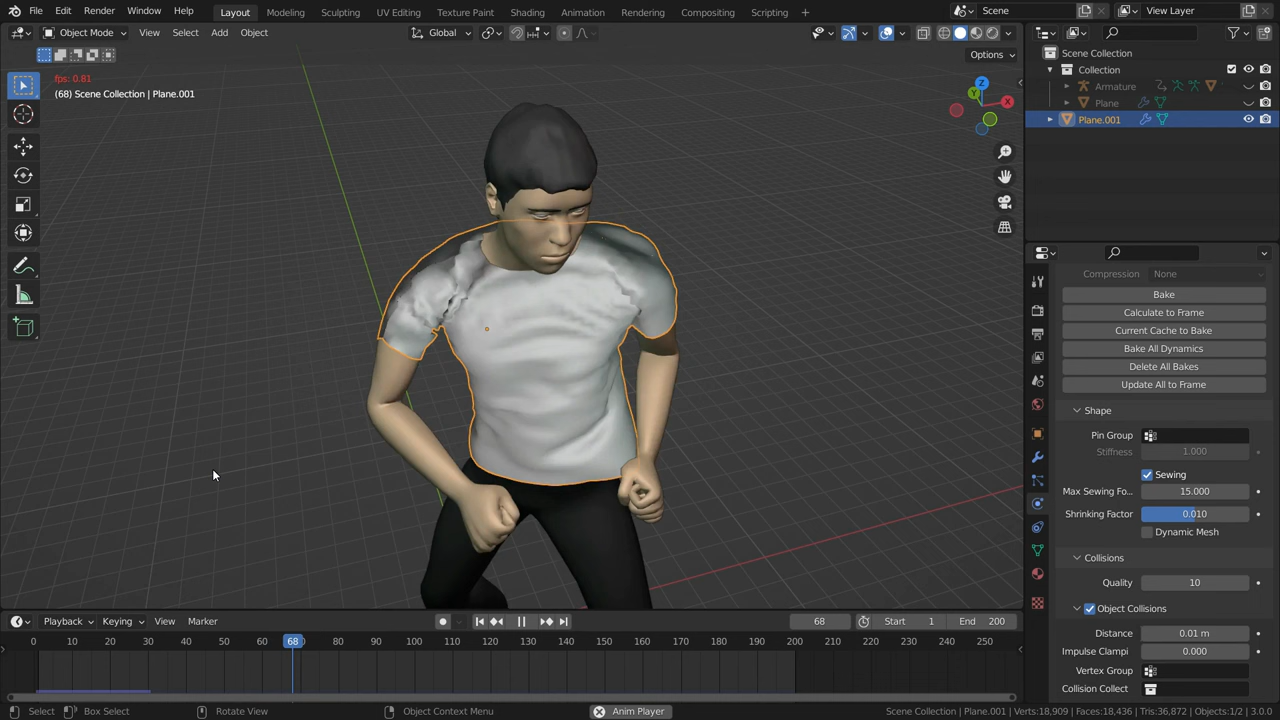 File Edit Render Window Help Layout Modeling Sculpting UV Editing Texture Paint Shading Animation Rendering Compositing Scripting + Scene View Layer
Object Mode View Select Add Object Global
Options
fps: 0.81
(68) Scene Collection | Plane.001
Z
Y
X
Scene Collection
Collection
Armature
Plane
Plane.001
Compression None
Bake
Calculate to Frame
Current Cache to Bake
Bake All Dynamics
Delete All Bakes
Update All to Frame
Shape
Pin Group
Stiffness 1.000
Sewing
Max Sewing Fo... 15.000
Shrinking Factor 0.010
Dynamic Mesh
Collisions
Quality 10
Object Collisions
Distance 0.01 m
Impulse Clampi 0.000
Vertex Group
Collision Collect
Playback Keying View Marker 68 Start 1 End 200
0 10 20 30 40 50 60 68 80 90 100 110 120 130 140 150 160 170 180 190 200 210 220 230 240 250
Select Box Select Rotate View Object Context Menu Anim Player Scene Collection | Plane.001 | Verts:18,909 | Faces:18,436 | Tris:36,872 | Objects:1/2 | 3.0.0